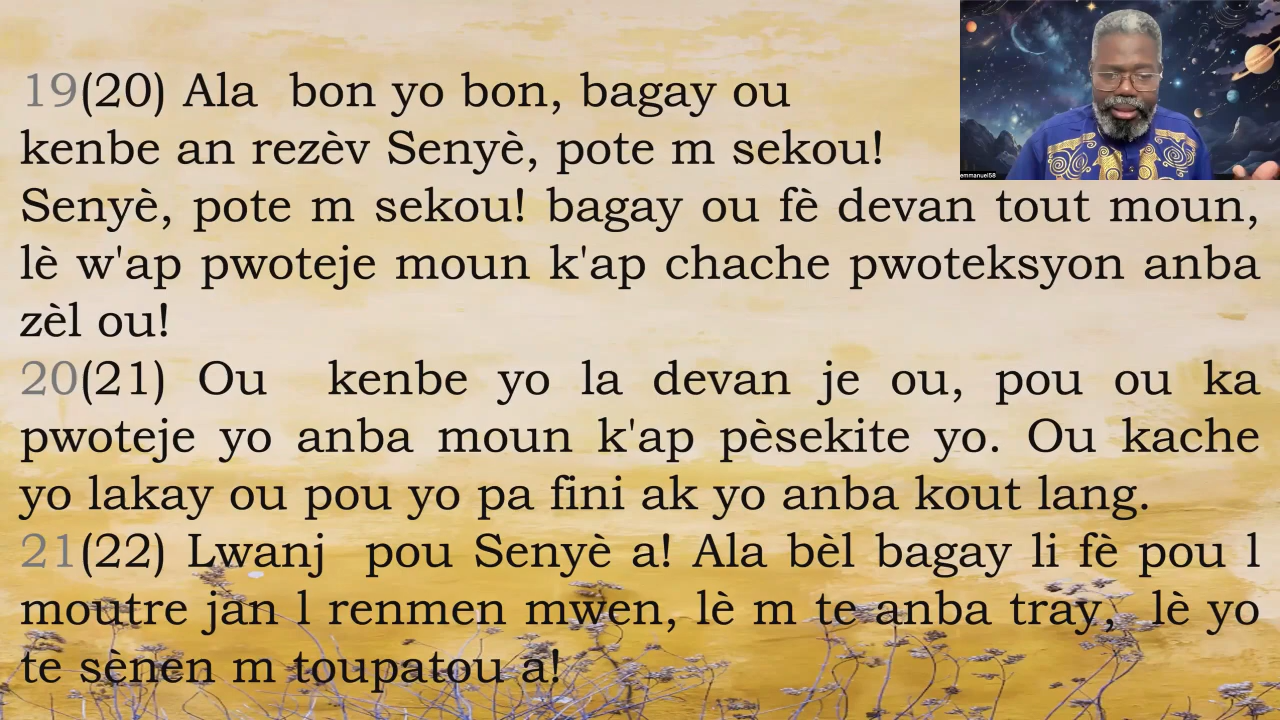 19(20) Ala bon yo bon, bagay ou
kenbe an rezèv Senyè, pote m sekou!
Senyè, pote m sekou! bagay ou fè devan tout moun,
lè w'ap pwoteje moun k'ap chache pwoteksyon anba
zèl ou!
20(21) Ou kenbe yo la devan je ou, pou ou ka
pwoteje yo anba moun k'ap pèsekite yo. Ou kache
yo lakay ou pou yo pa fini ak yo anba kout lang.
21(22) Lwanj pou Senyè a! Ala bèl bagay li fè pou l
moutre jan l renmen mwen, lè m te anba tray, lè yo
te sènen m toupatou a!
emmanuel58